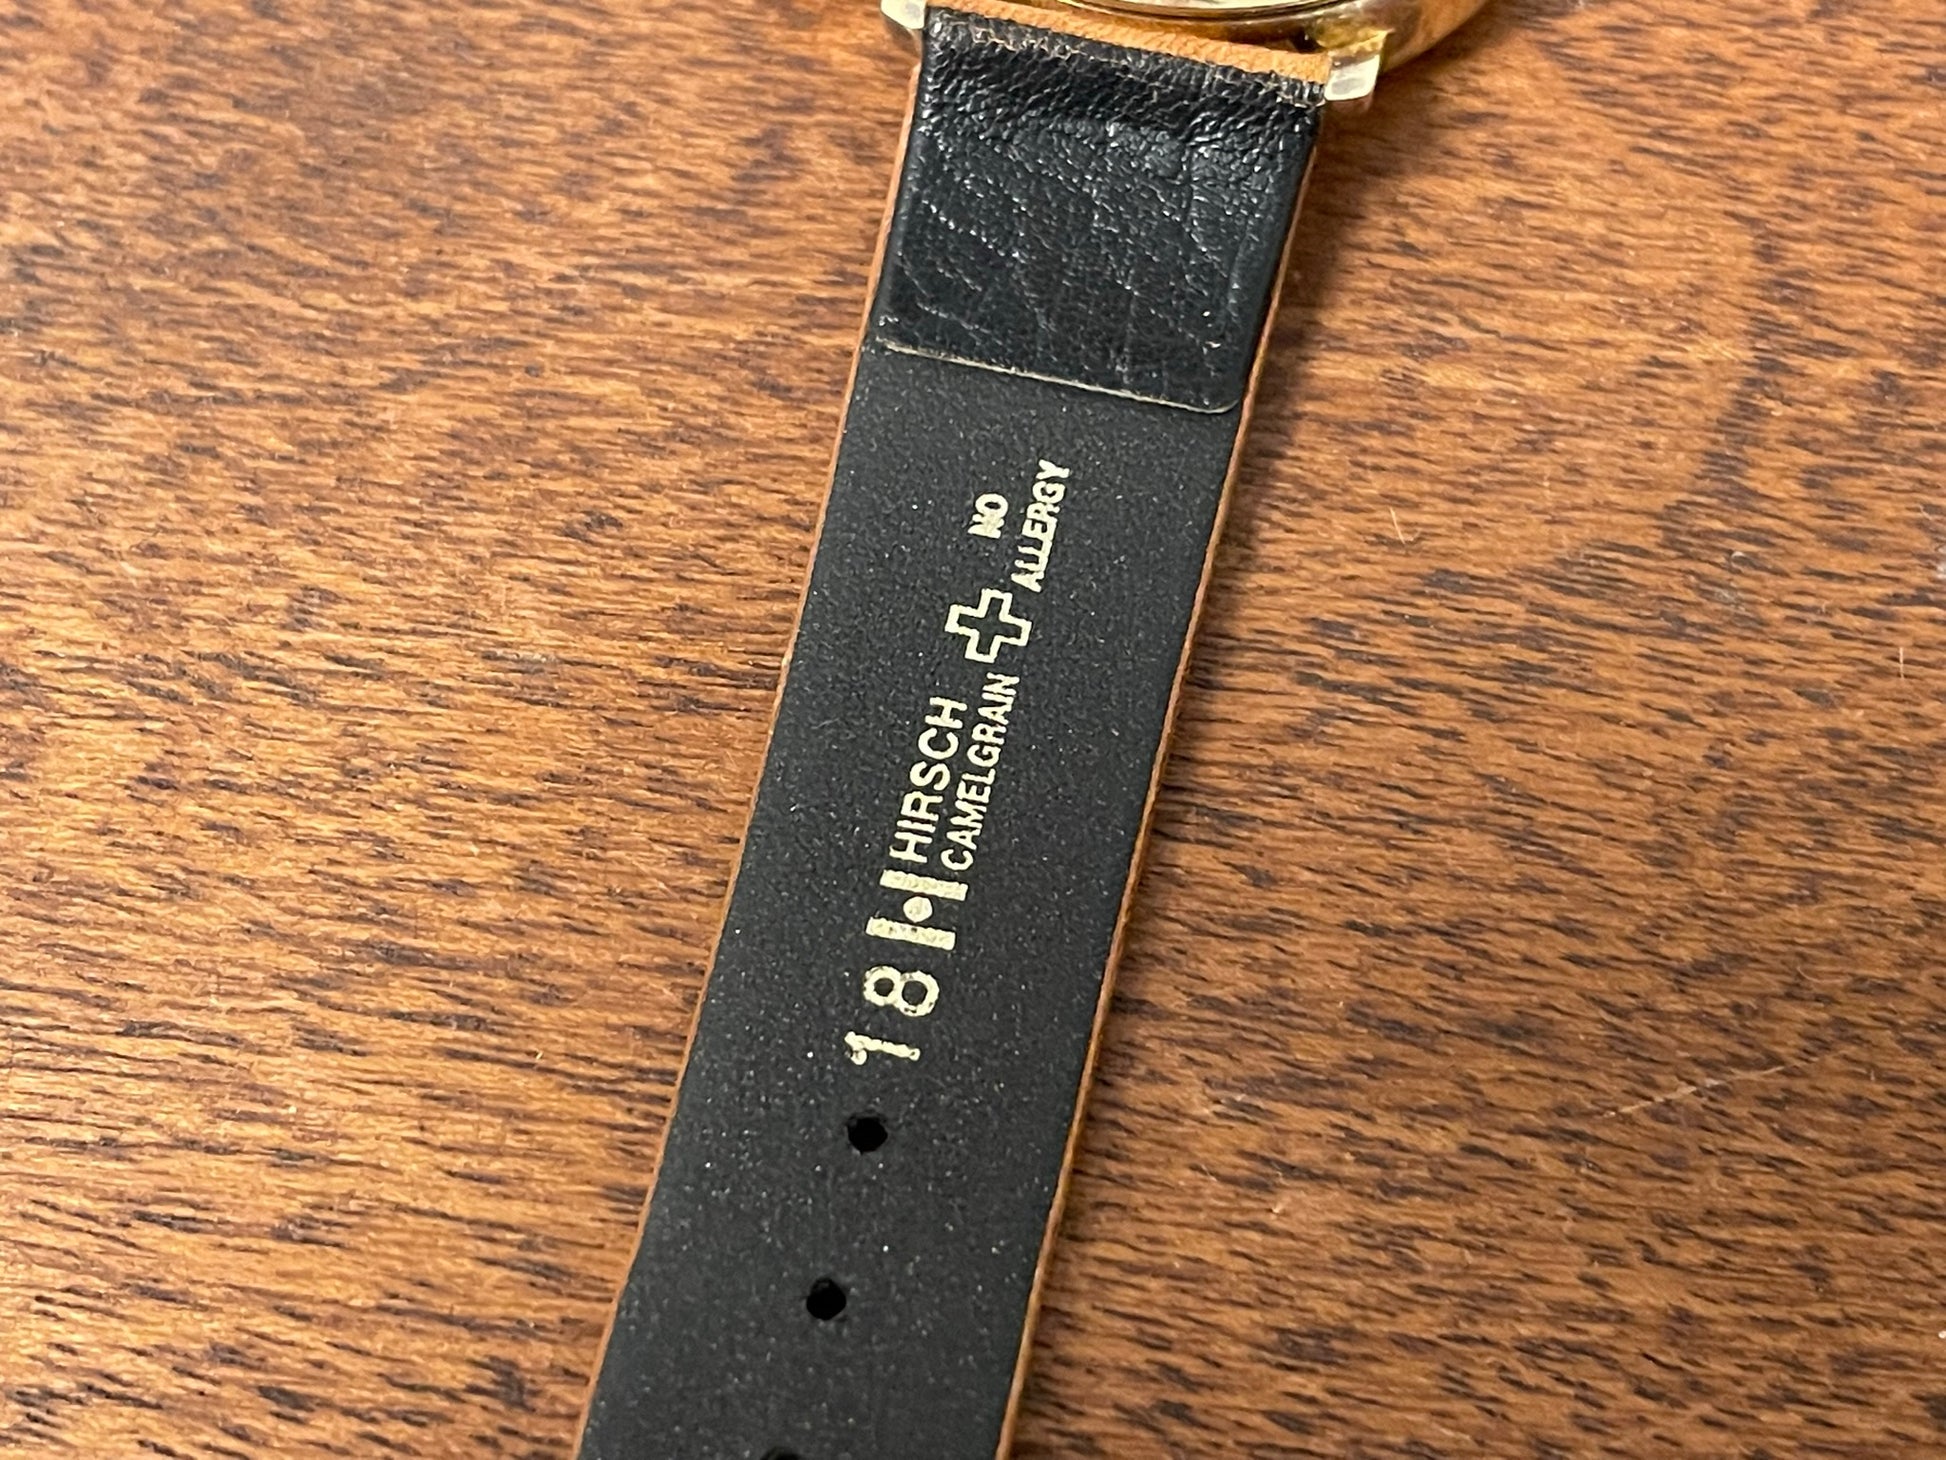 18 HIRSCH
CAMELGRAIN
NO
ALLERGY